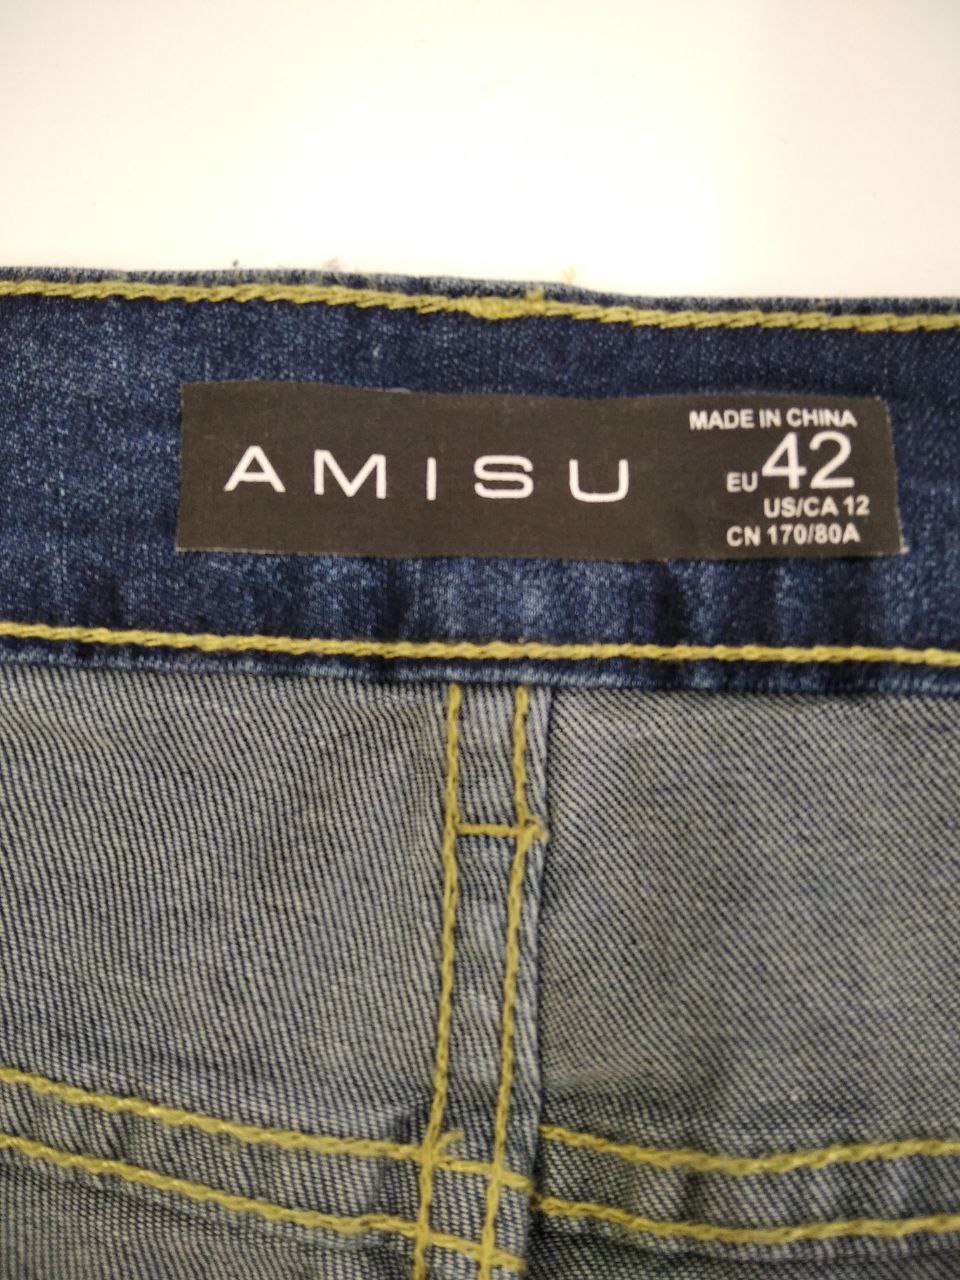 AMISU
MADE IN CHINA
EU 42
US/CA 12
CN 170/80A